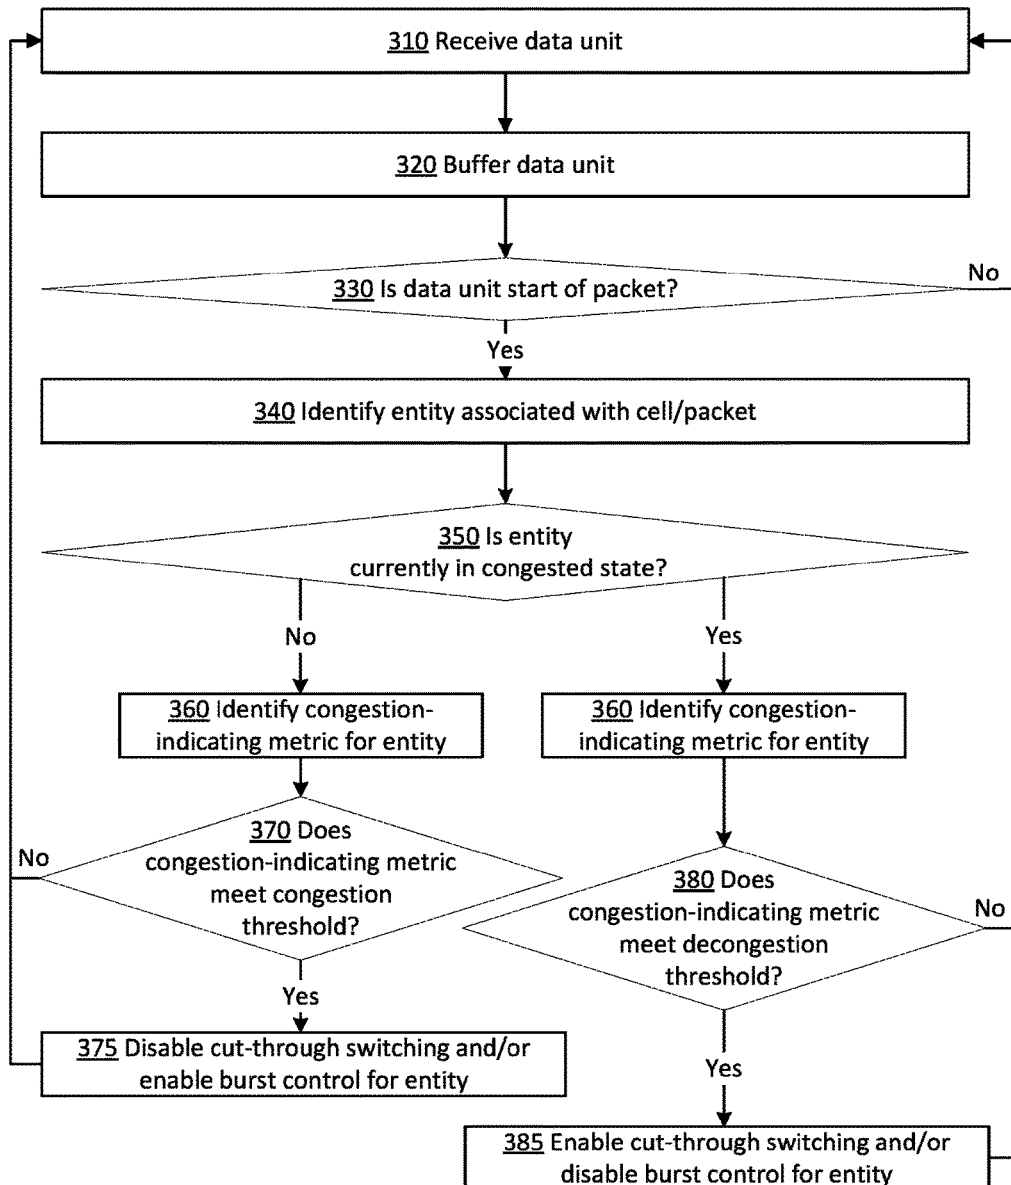 310 Receive data unit
320 Buffer data unit
330 Is data unit start of packet?
No
Yes
340 Identify entity associated with cell/packet
350 Is entity
currently in congested state?
No
Yes
360 Identify congestion-
indicating metric for entity
360 Identify congestion-
indicating metric for entity
370 Does
congestion-indicating metric
meet congestion
threshold?
No
380 Does
congestion-indicating metric
meet decongestion
threshold?
No
Yes
375 Disable cut-through switching and/or
enable burst control for entity
Yes
385 Enable cut-through switching and/or
disable burst control for entity